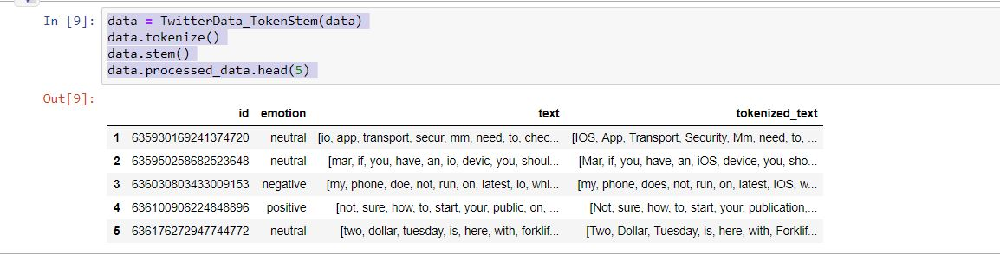 In [9]: data = TwitterData_TokenStem(data)
data.tokenize()
data.stem()
data.processed_data.head(5)
Out[9]:
id emotion text tokenized_text
1 635930169241374720 neutral [io, app, transport, secur, mm, need, to, chec... [IOS, App, Transport, Security, Mm, need, to, ...
2 635950258682523648 neutral [mar, if, you, have, an, io, devic, you, shoul... [Mar, if, you, have, an, iOS, device, you, sho...
3 636030803433009153 negative [my, phone, doe, not, run, on, latest, io, whi... [my, phone, does, not, run, on, latest, IOS, w...
4 636100906224848896 positive [not, sure, how, to, start, your, public, on, ... [Not, sure, how, to, start, your, publication,...
5 636176272947744772 neutral [two, dollar, tuesday, is, here, with, forklif... [Two, Dollar, Tuesday, is, here, with, Forklif...